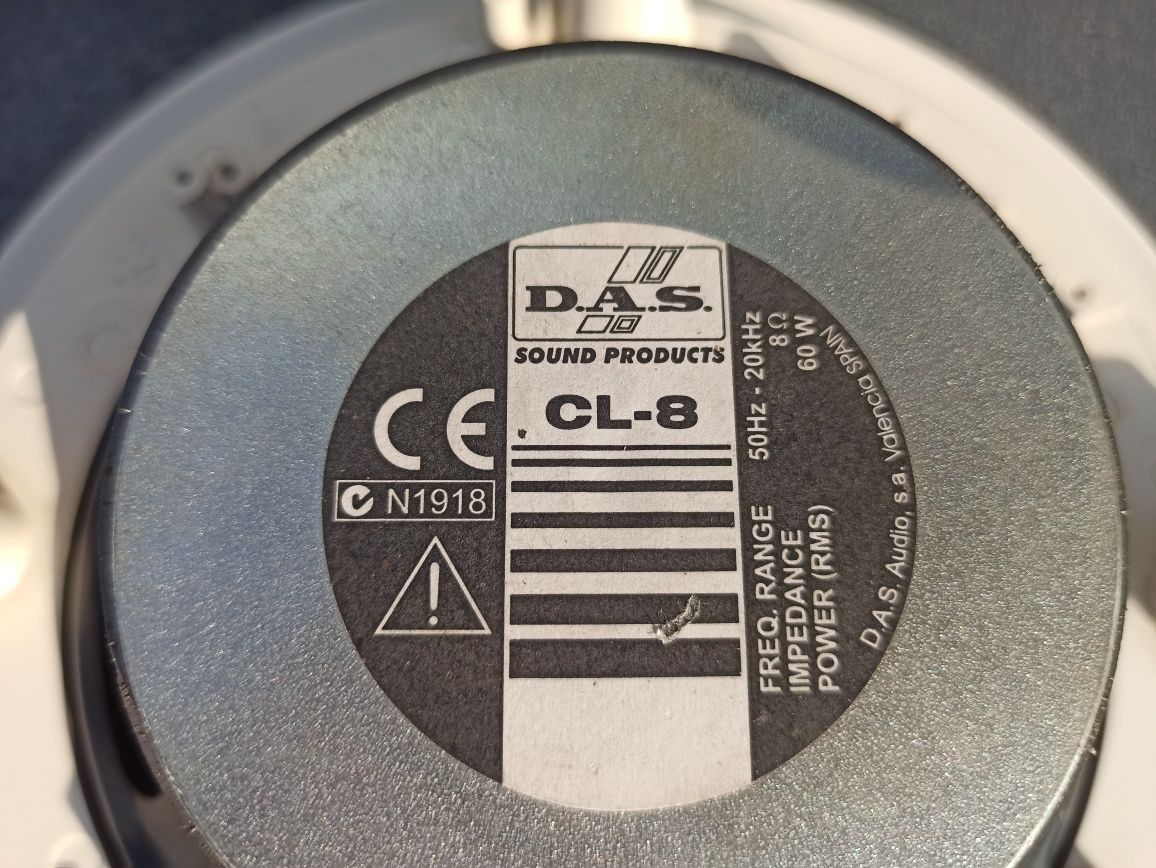 D.A.S.
SOUND PRODUCTS
CL-8
CE
N1918
FREQ. RANGE 50Hz - 20kHz
IMPEDANCE 8 Ω
POWER (RMS) 60 W
D.A.S. Audio, s.a. Valencia SPAIN